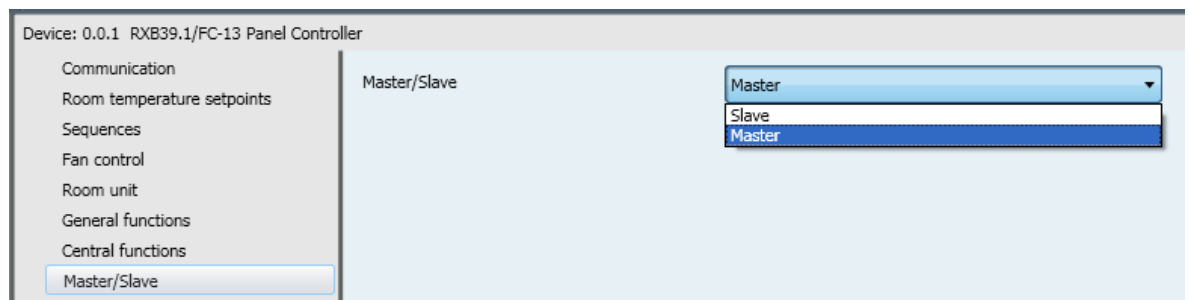 Device: 0.0.1 RXB39.1/FC-13 Panel Controller
Communication
Room temperature setpoints
Sequences
Fan control
Room unit
General functions
Central functions
Master/Slave
Master/Slave
Master
Slave
Master